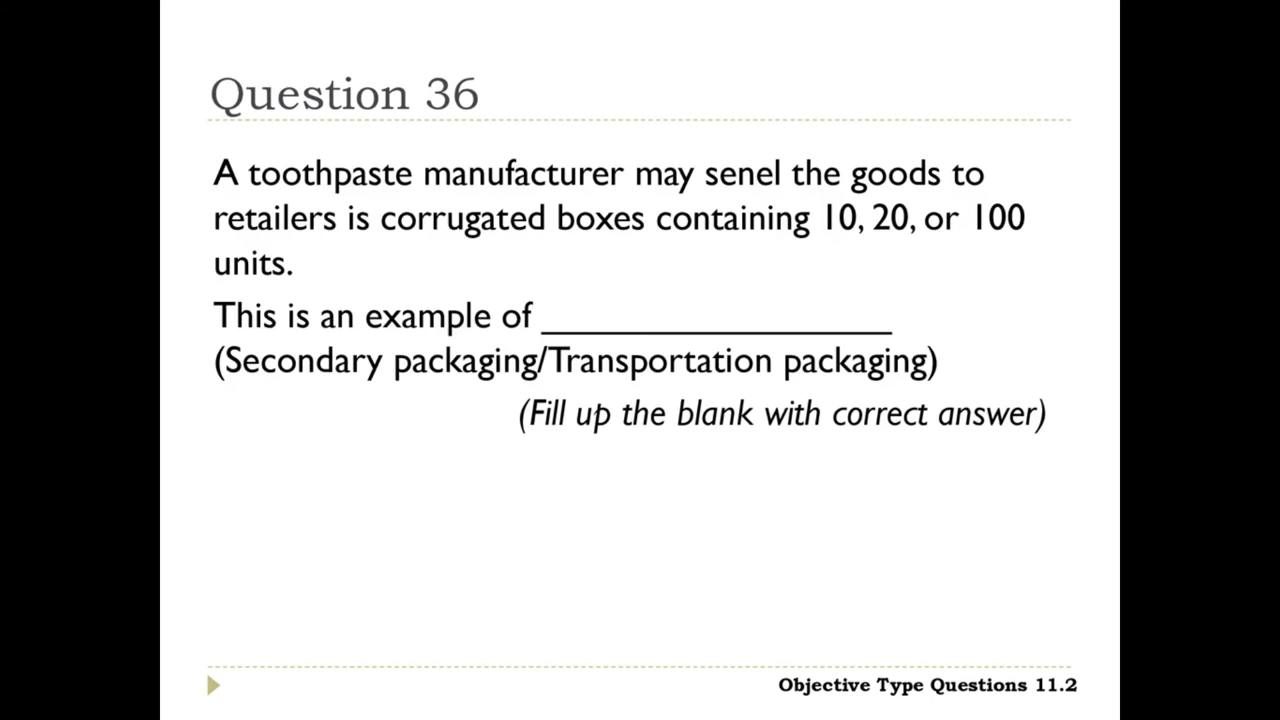 Question 36
A toothpaste manufacturer may senel the goods to
retailers is corrugated boxes containing 10, 20, or 100
units.
This is an example of _________________
(Secondary packaging/Transportation packaging)
(Fill up the blank with correct answer)
Objective Type Questions 11.2